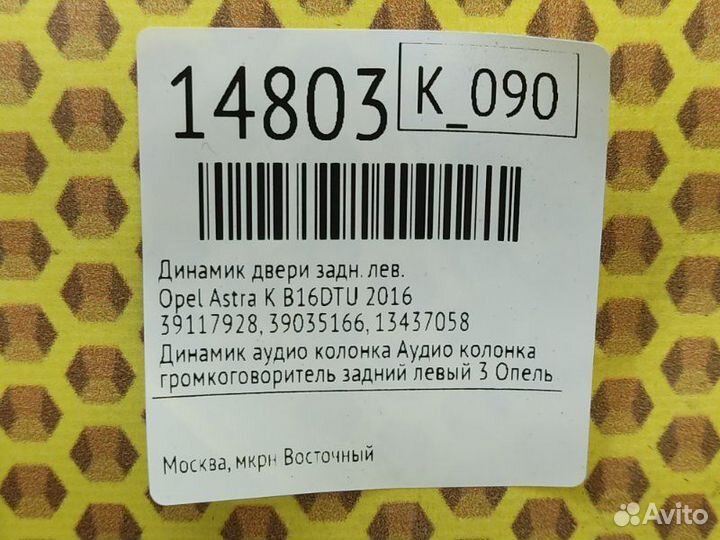 14803
K_090
Динамик двери задн. лев.
Opel Astra K B16DTU 2016
39117928, 39035166, 13437058
Динамик аудио колонка Аудио колонка
громкоговоритель задний левый 3 Опель
Москва, мкрн Восточный
Avito